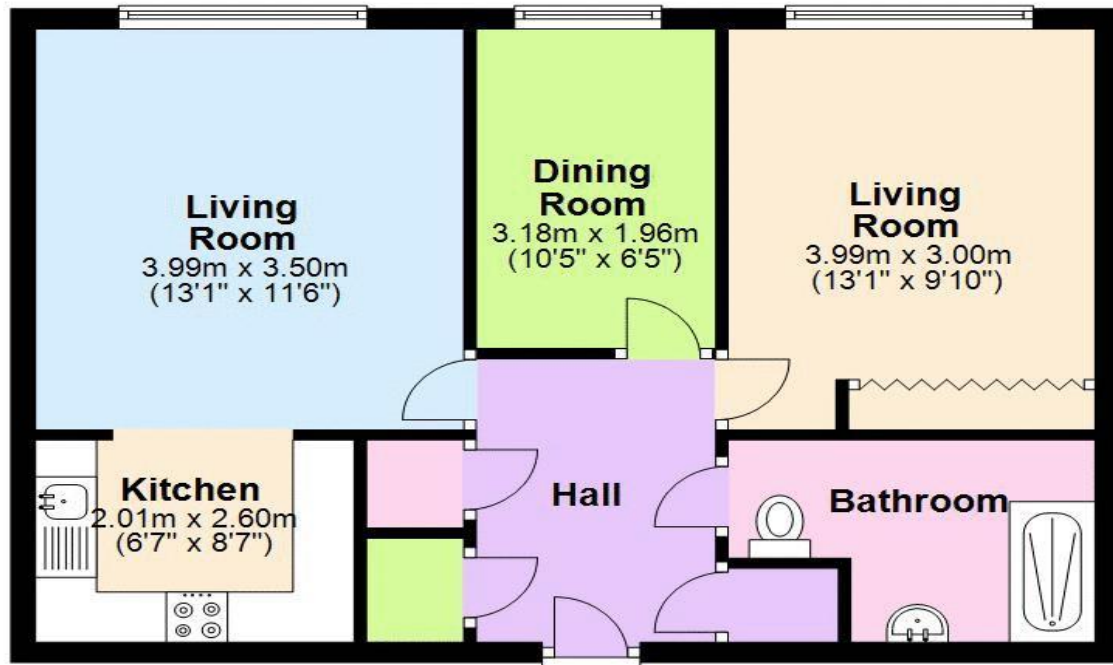 Living
Room
3.99m x 3.50m
(13'1" x 11'6")
Dining
Room
3.18m x 1.96m
(10'5" x 6'5")
Living
Room
3.99m x 3.00m
(13'1" x 9'10")
Kitchen
2.01m x 2.60m
(6'7" x 8'7")
Hall
Bathroom